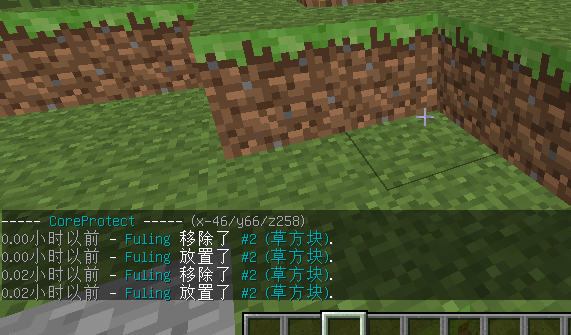 ----- CoreProtect ----- (x-46/y66/z258)
0.00小时以前 - Fuling 移除了 #2 (草方块).
0.00小时以前 - Fuling 放置了 #2 (草方块).
0.02小时以前 - Fuling 移除了 #2 (草方块).
0.02小时以前 - Fuling 放置了 #2 (草方块).